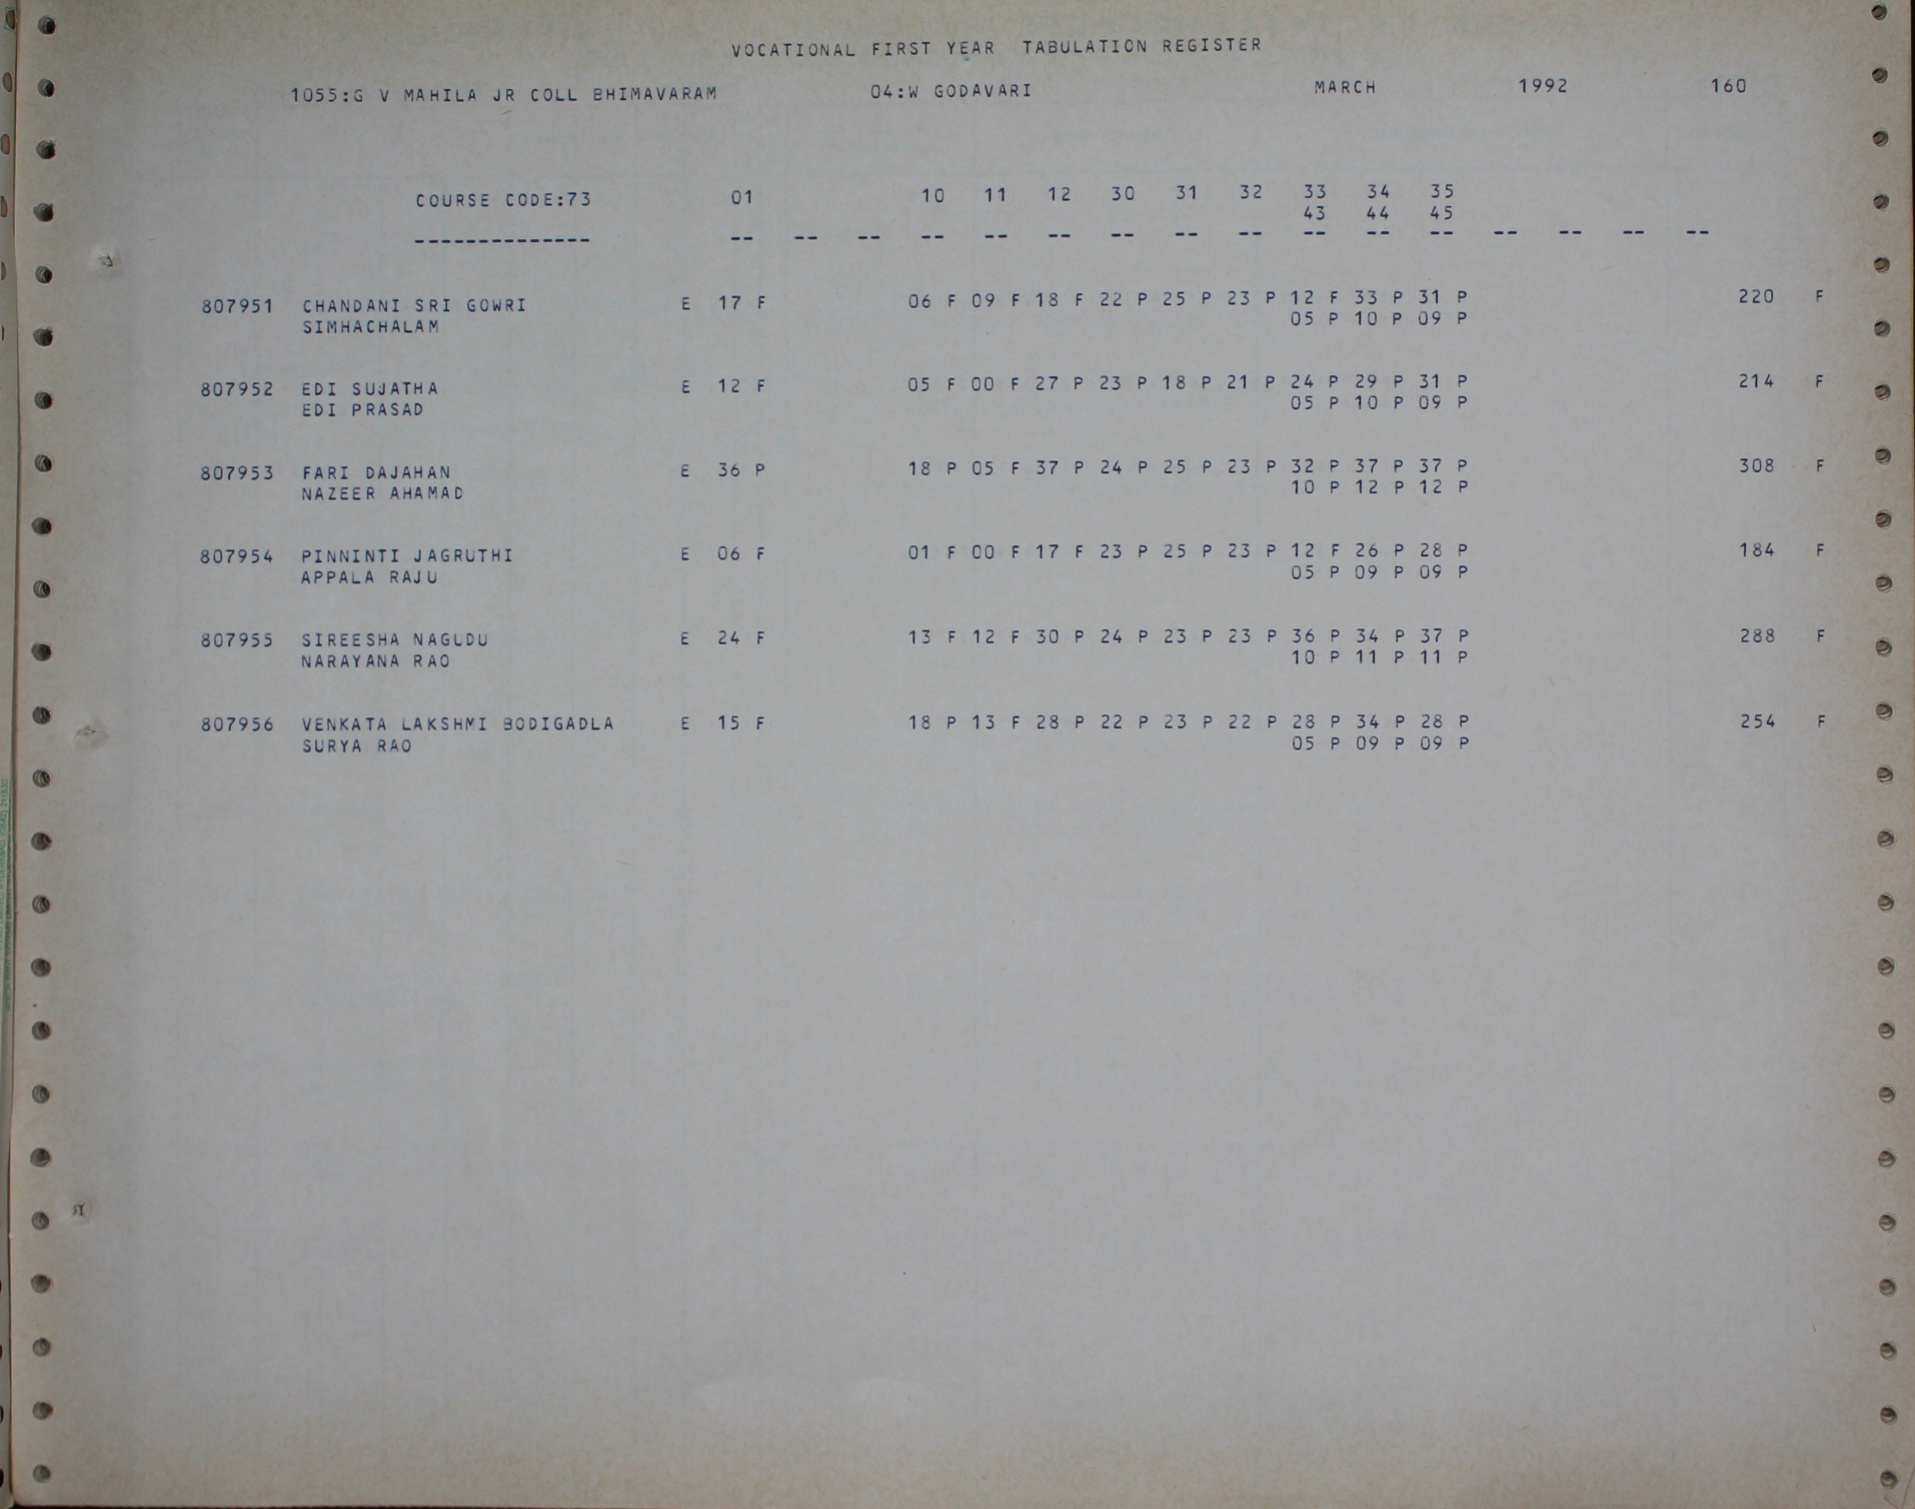 VOCATIONAL FIRST YEAR TABULATION REGISTER
1055:G V MAHILA JR COLL BHIMAVARAM 04:W GODAVARI MARCH 1992 160
COURSE CODE:73 01 10 11 12 30 31 32 33 34 35
43 44 45
-------------- -- -- -- -- -- -- -- -- -- -- -- -- -- -- -- --
807951 CHANDANI SRI GOWRI E 17 F 06 F 09 F 18 F 22 P 25 P 23 P 12 F 33 P 31 P 220 F
SIMHACHALAM 05 P 10 P 09 P
807952 EDI SUJATHA E 12 F 05 F 00 F 27 P 23 P 18 P 21 P 24 P 29 P 31 P 214 F
EDI PRASAD 05 P 10 P 09 P
807953 FARI DAJAHAN E 36 P 18 P 05 F 37 P 24 P 25 P 23 P 32 P 37 P 37 P 308 F
NAZEER AHAMAD 10 P 12 P 12 P
807954 PINNINTI JAGRUTHI E 06 F 01 F 00 F 17 F 23 P 25 P 23 P 12 F 26 P 28 P 184 F
APPALA RAJU 05 P 09 P 09 P
807955 SIREESHA NAGUDU E 24 F 13 F 12 F 30 P 24 P 23 P 23 P 36 P 34 P 37 P 288 F
NARAYANA RAO 10 P 11 P 11 P
807956 VENKATA LAKSHMI BODIGADLA E 15 F 18 P 13 F 28 P 22 P 23 P 22 P 28 P 34 P 28 P 254 F
SURYA RAO 05 P 09 P 09 P